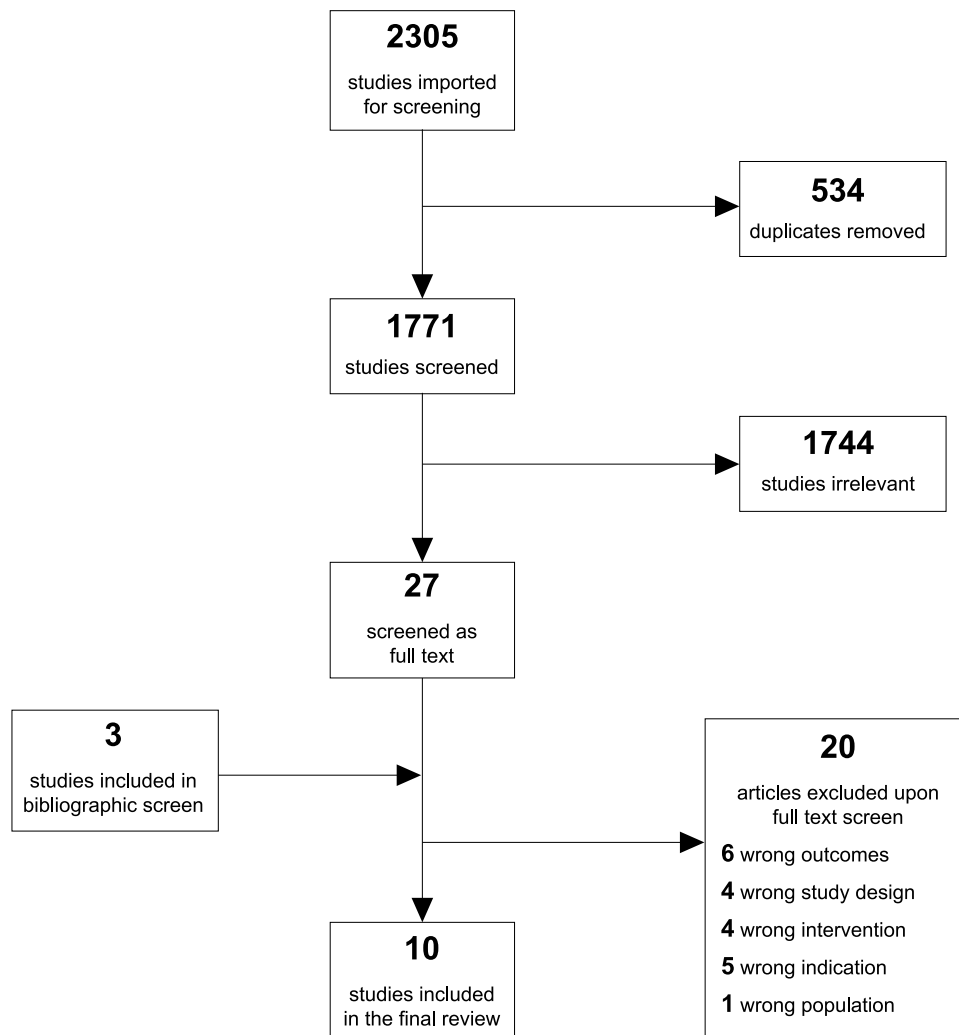 2305
studies imported
for screening
534
duplicates removed
1771
studies screened
1744
studies irrelevant
27
screened as
full text
3
studies included in
bibliographic screen
20
articles excluded upon
full text screen
6 wrong outcomes
4 wrong study design
4 wrong intervention
5 wrong indication
1 wrong population
10
studies included
in the final review